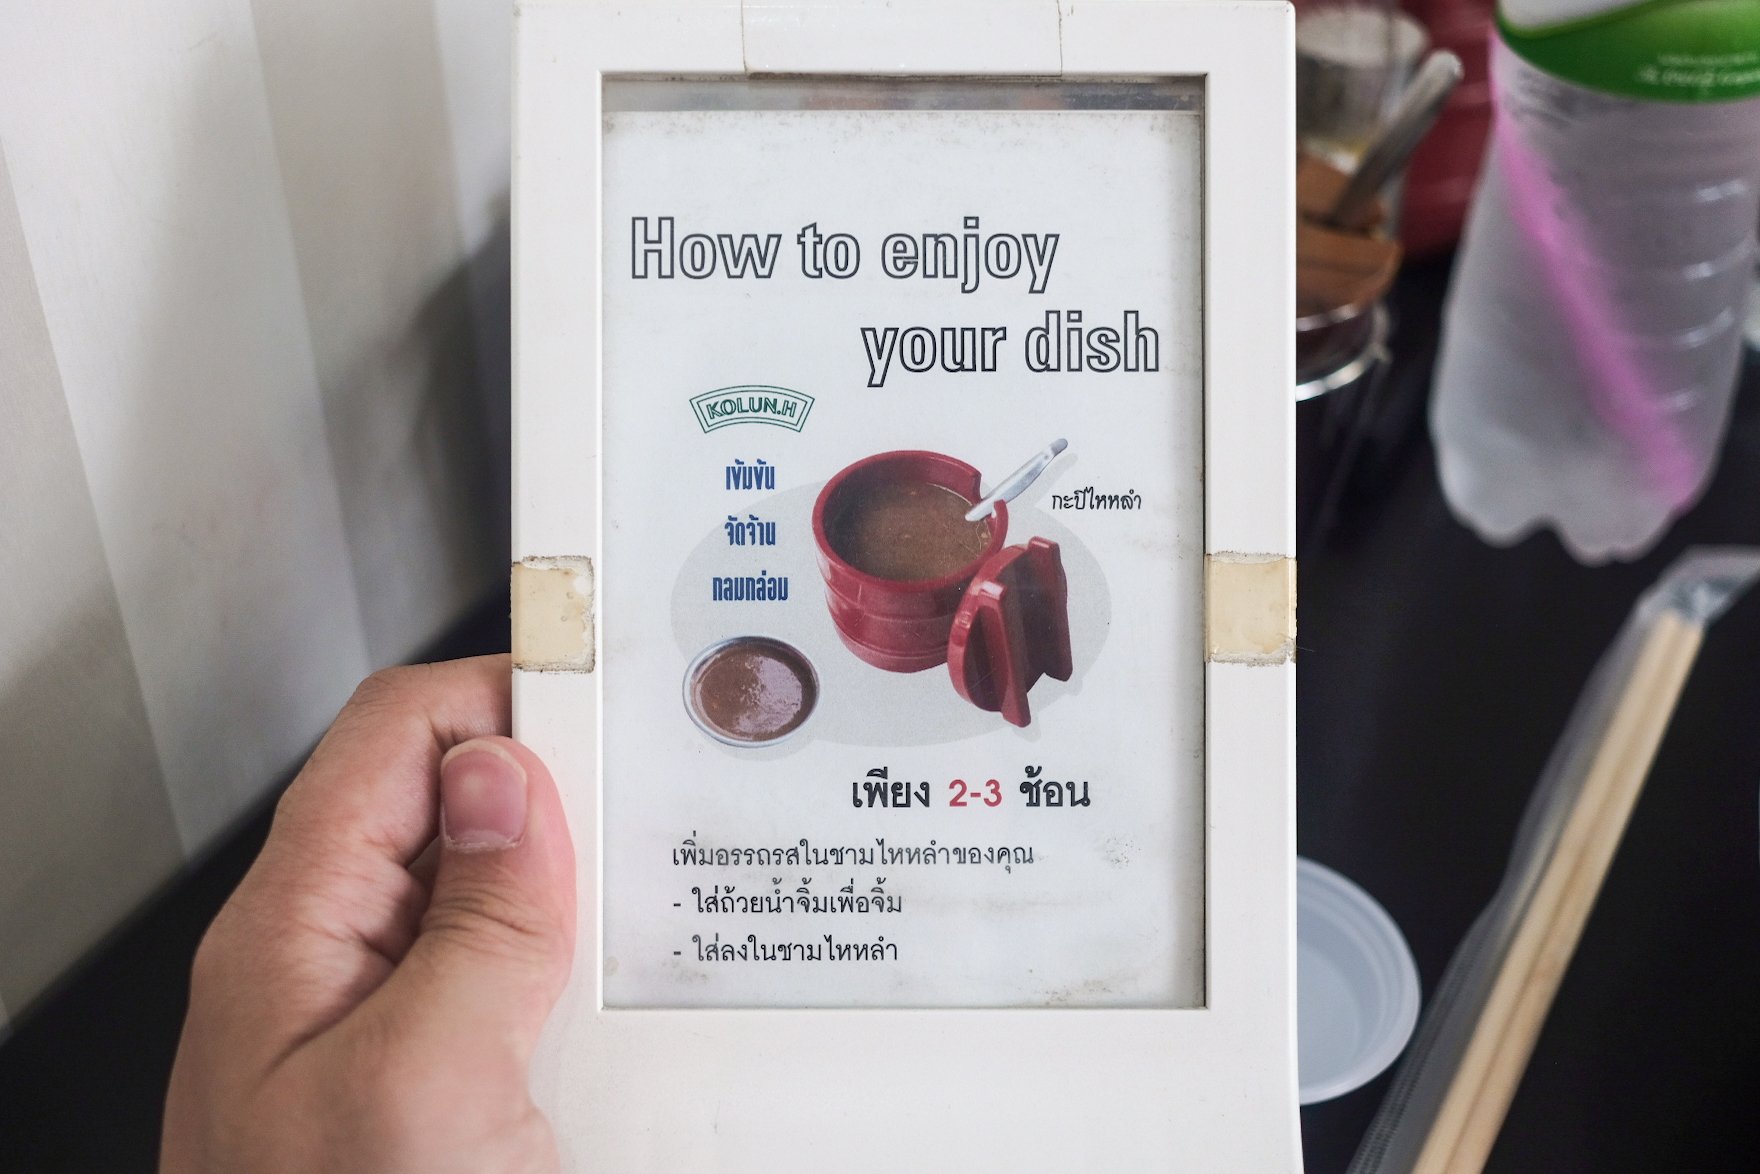 How to enjoy
your dish
KOLUN.H
เข้มข้น
จัดจ้าน
กลมกล่อม
กะปิไหหลำ
เพียง 2-3 ช้อน
เพิ่มอรรถรสในชามไหหลำของคุณ
- ใส่ถ้วยน้ำจิ้มเพื่อจิ้ม
- ใส่ลงในชามไหหลำ